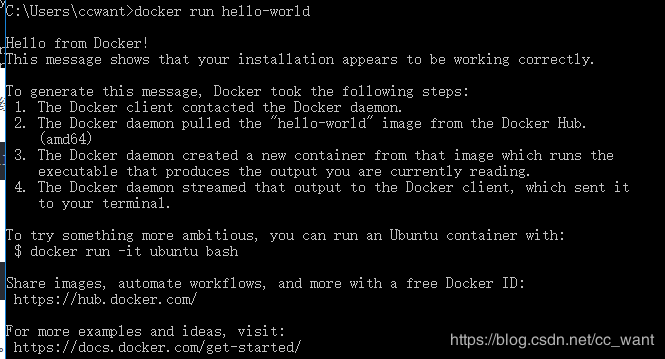 C:\Users\ccwant>docker run hello-world
Hello from Docker!
This message shows that your installation appears to be working correctly.
To generate this message, Docker took the following steps:
1. The Docker client contacted the Docker daemon.
2. The Docker daemon pulled the "hello-world" image from the Docker Hub.
(amd64)
3. The Docker daemon created a new container from that image which runs the
executable that produces the output you are currently reading.
4. The Docker daemon streamed that output to the Docker client, which sent it
to your terminal.
To try something more ambitious, you can run an Ubuntu container with:
$ docker run -it ubuntu bash
Share images, automate workflows, and more with a free Docker ID:
https://hub.docker.com/
For more examples and ideas, visit:
https://docs.docker.com/get-started/
https://blog.csdn.net/cc_want